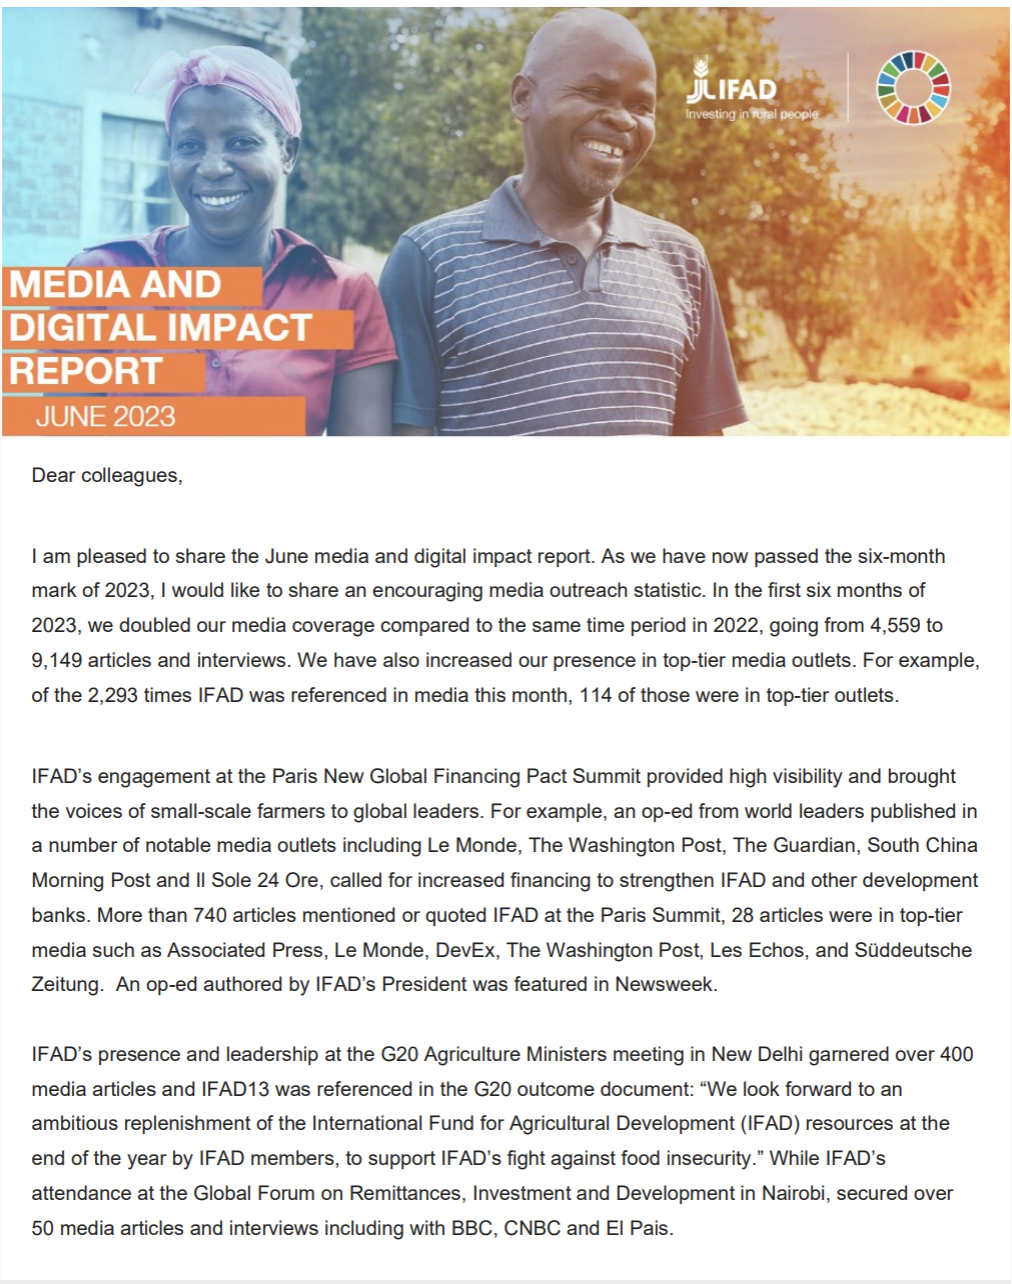 IFAD
Investing in rural people
MEDIA AND
DIGITAL IMPACT
REPORT
JUNE 2023
Dear colleagues,
I am pleased to share the June media and digital impact report. As we have now passed the six-month
mark of 2023, I would like to share an encouraging media outreach statistic. In the first six months of
2023, we doubled our media coverage compared to the same time period in 2022, going from 4,559 to
9,149 articles and interviews. We have also increased our presence in top-tier media outlets. For example,
of the 2,293 times IFAD was referenced in media this month, 114 of those were in top-tier outlets.
IFAD’s engagement at the Paris New Global Financing Pact Summit provided high visibility and brought
the voices of small-scale farmers to global leaders. For example, an op-ed from world leaders published in
a number of notable media outlets including Le Monde, The Washington Post, The Guardian, South China
Morning Post and Il Sole 24 Ore, called for increased financing to strengthen IFAD and other development
banks. More than 740 articles mentioned or quoted IFAD at the Paris Summit, 28 articles were in top-tier
media such as Associated Press, Le Monde, DevEx, The Washington Post, Les Echos, and Süddeutsche
Zeitung.  An op-ed authored by IFAD’s President was featured in Newsweek.
IFAD’s presence and leadership at the G20 Agriculture Ministers meeting in New Delhi garnered over 400
media articles and IFAD13 was referenced in the G20 outcome document: “We look forward to an
ambitious replenishment of the International Fund for Agricultural Development (IFAD) resources at the
end of the year by IFAD members, to support IFAD’s fight against food insecurity.” While IFAD’s
attendance at the Global Forum on Remittances, Investment and Development in Nairobi, secured over
50 media articles and interviews including with BBC, CNBC and El Pais.